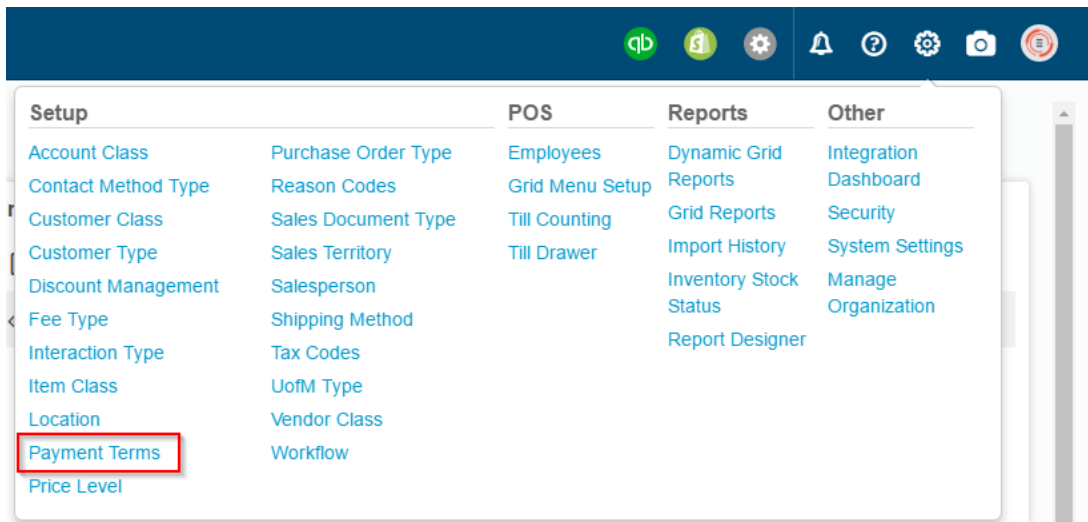 qb
Setup
Account Class
Contact Method Type
Customer Class
Customer Type
Discount Management
Fee Type
Interaction Type
Item Class
Location
Payment Terms
Price Level
Purchase Order Type
Reason Codes
Sales Document Type
Sales Territory
Salesperson
Shipping Method
Tax Codes
UofM Type
Vendor Class
Workflow
POS
Employees
Grid Menu Setup
Till Counting
Till Drawer
Reports
Dynamic Grid
Reports
Grid Reports
Import History
Inventory Stock
Status
Report Designer
Other
Integration
Dashboard
Security
System Settings
Manage
Organization